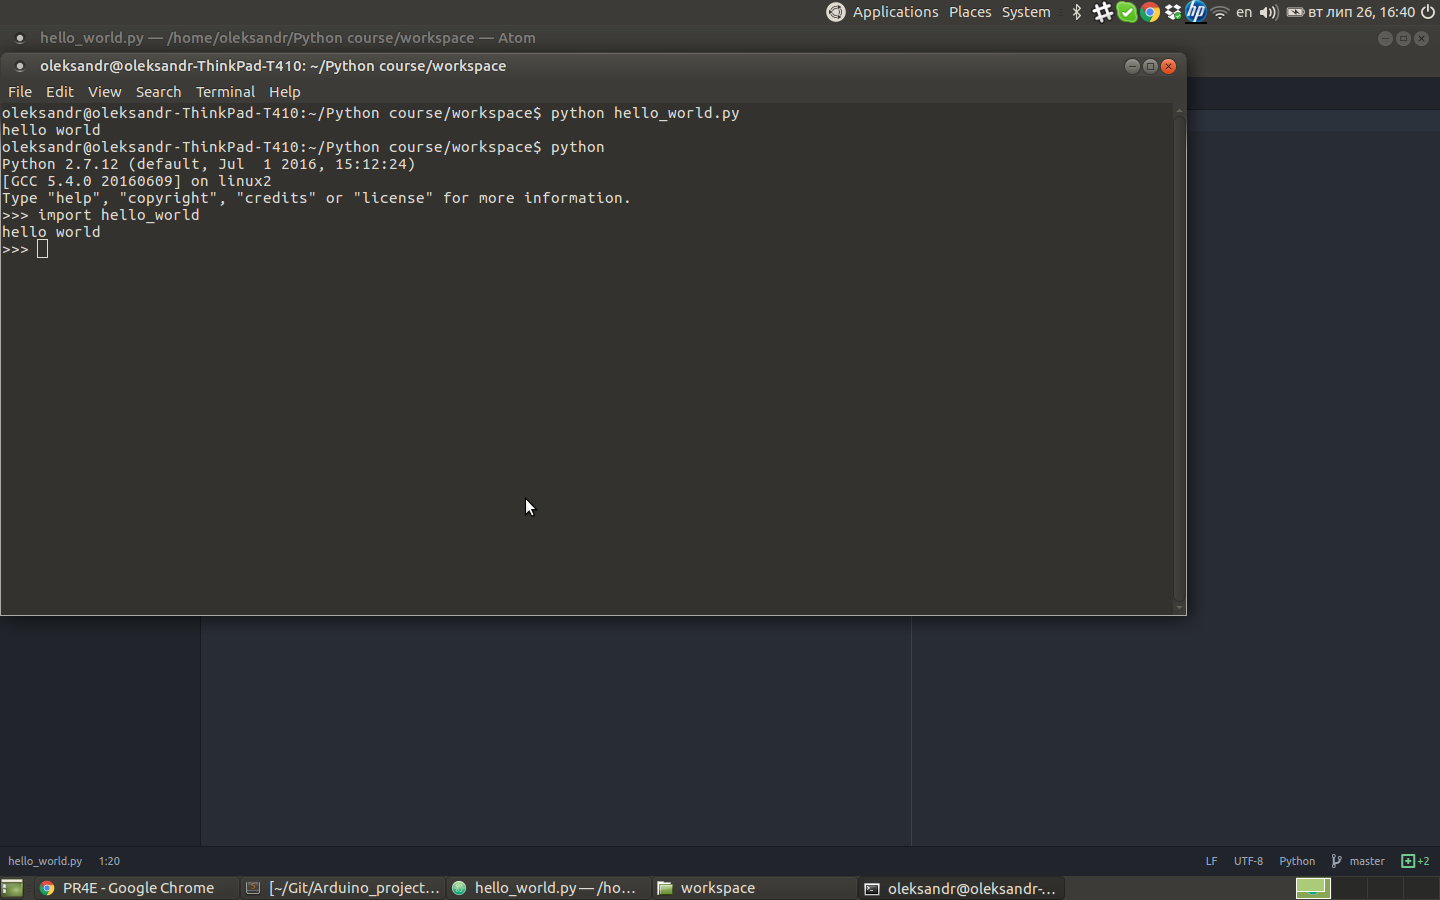 Applications Places System en вт лип 26, 16:40
hello_world.py — /home/oleksandr/Python course/workspace — Atom
oleksandr@oleksandr-ThinkPad-T410: ~/Python course/workspace
File Edit View Search Terminal Help
oleksandr@oleksandr-ThinkPad-T410:~/Python course/workspace$ python hello_world.py
hello world
oleksandr@oleksandr-ThinkPad-T410:~/Python course/workspace$ python
Python 2.7.12 (default, Jul  1 2016, 15:12:24)
[GCC 5.4.0 20160609] on linux2
Type "help", "copyright", "credits" or "license" for more information.
>>> import hello_world
hello world
>>>
hello_world.py 1:20 LF UTF-8 Python master +2
PR4E - Google Chrome [~/Git/Arduino_project... hello_world.py — /ho... workspace oleksandr@oleksandr-...